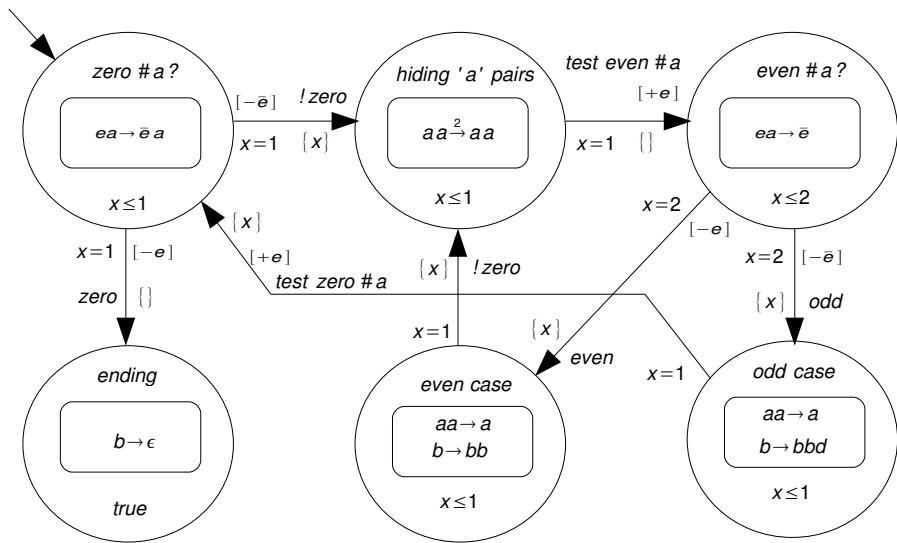 zero # a ?
ea → ē a
x ≤ 1
[−ē] ! zero
x = 1 {x}
hiding ' a ' pairs
a a →² a a
x ≤ 1
test even # a
[+e]
x = 1 {}
even # a ?
ea → ē
x ≤ 2
x = 1 [−e]
zero {}
{x}
[+e]
test zero # a
{x} ! zero
x = 1
x = 2
[−e]
{x}
even
x = 2 [−ē]
{x} odd
x = 1
ending
b → ϵ
true
even case
aa → a
b → bb
x ≤ 1
odd case
aa → a
b → bbd
x ≤ 1